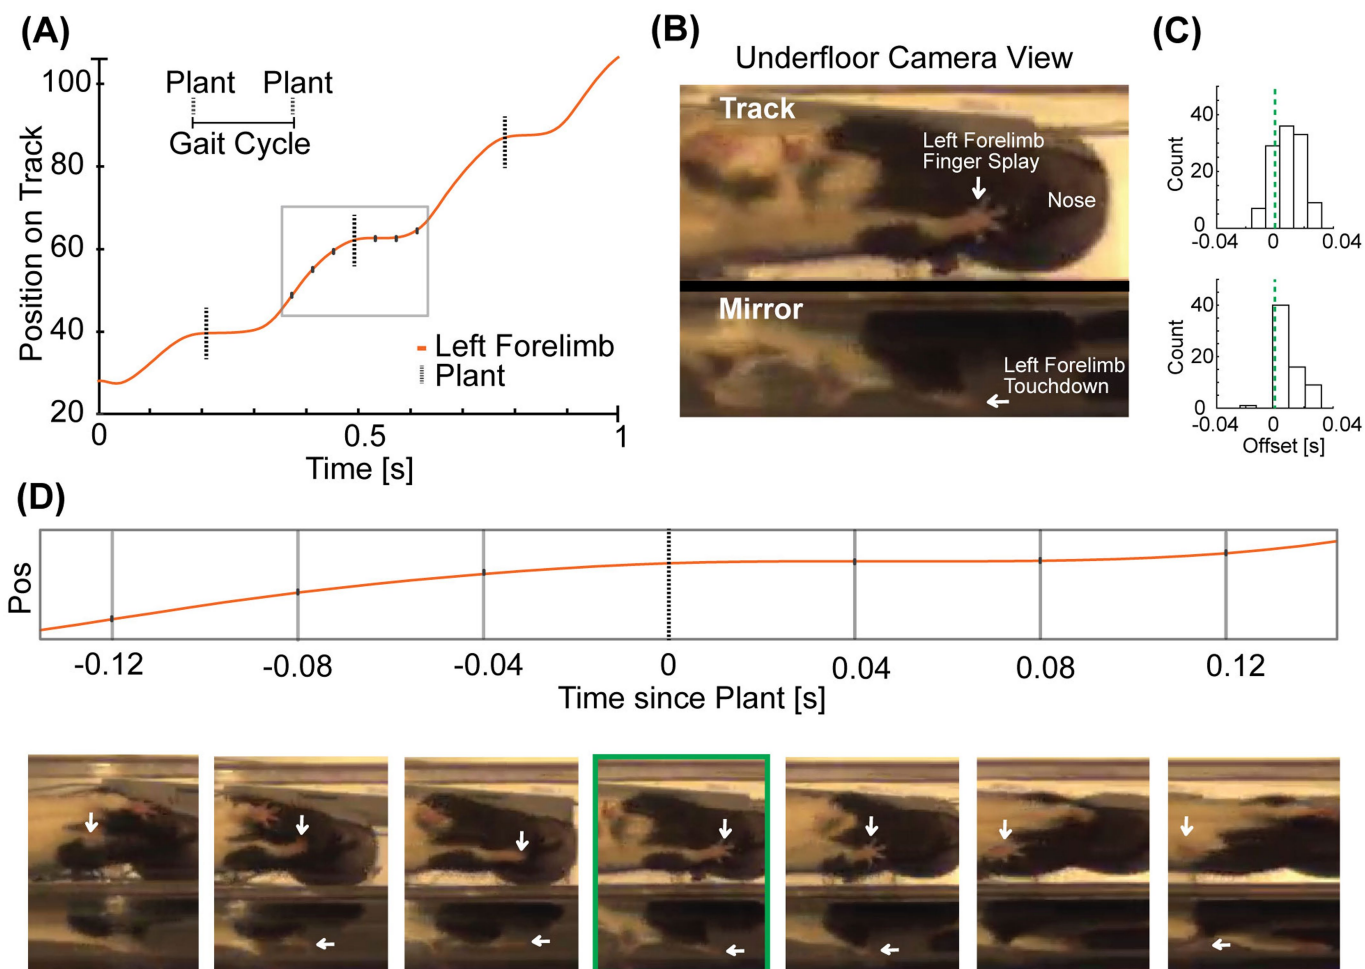 (A)
Position on Track
100
80
60
40
20
Plant Plant
Gait Cycle
Left Forelimb
Plant
0 0.5 1
Time [s]
(B)
Underfloor Camera View
Track
Left Forelimb
Finger Splay
Nose
Mirror
Left Forelimb
Touchdown
(C)
Count
40
20
0
-0.04 0 0.04
Count
40
20
0
-0.04 0 0.04
Offset [s]
(D)
Pos
-0.12 -0.08 -0.04 0 0.04 0.08 0.12
Time since Plant [s]